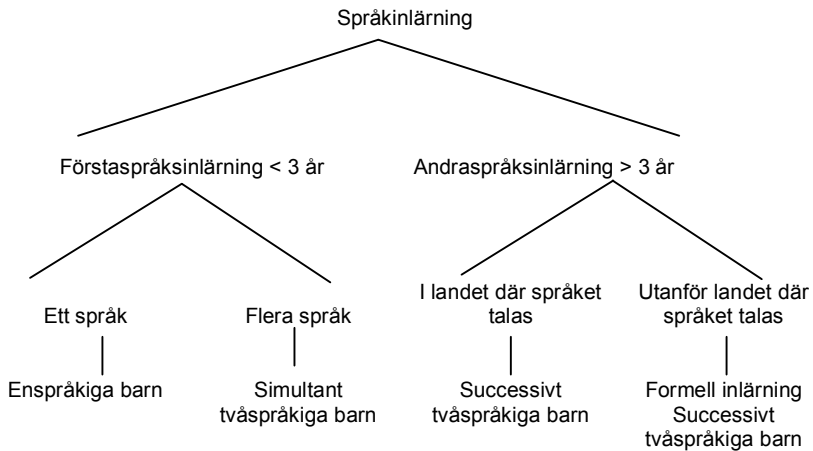 Språkinlärning
Förstaspråksinlärning < 3 år
Andraspråksinlärning > 3 år
Ett språk
Flera språk
I landet där språket
talas
Utanför landet där
språket talas
Enspråkiga barn
Simultant
tvåspråkiga barn
Successivt
tvåspråkiga barn
Formell inlärning
Successivt
tvåspråkiga barn